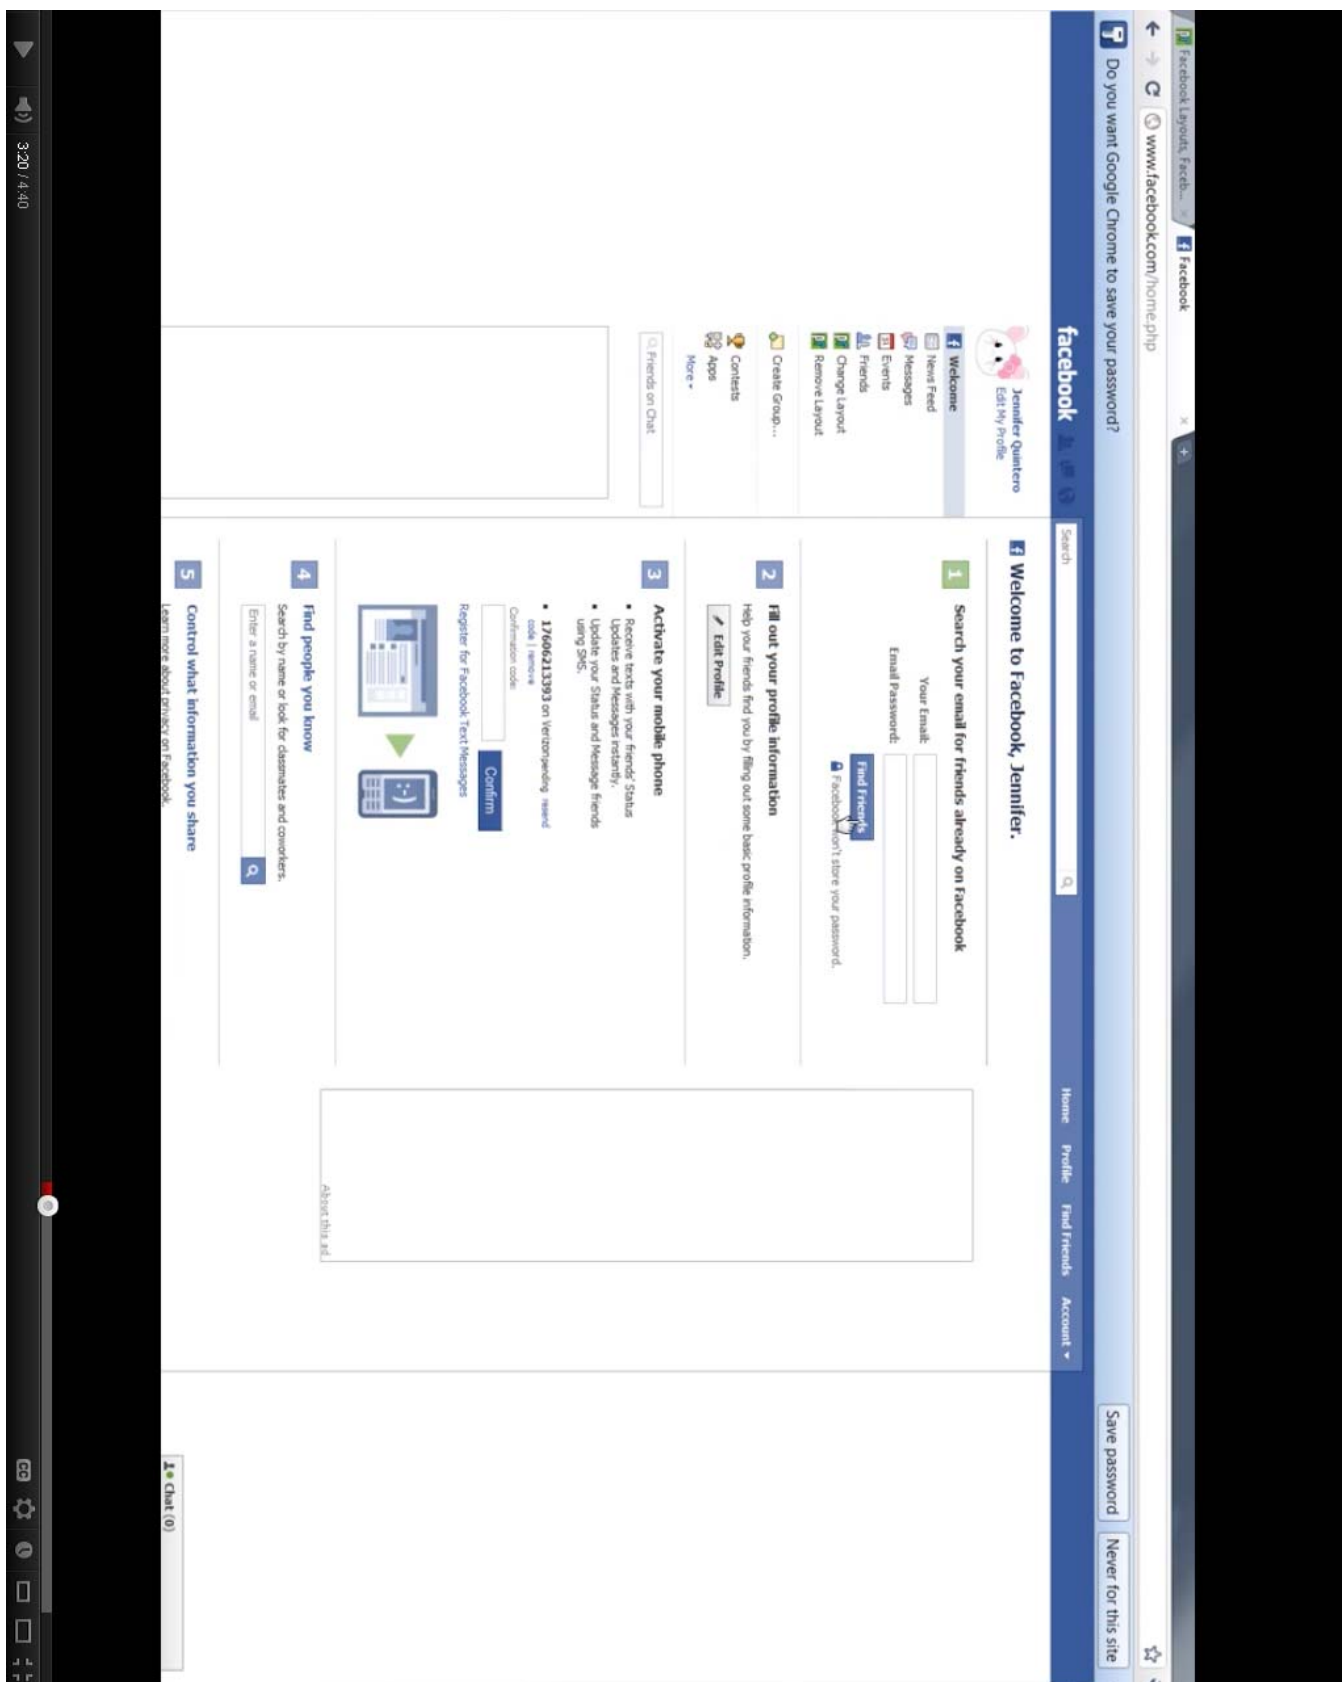 Facebook Layouts, Faceb...
Facebook
www.facebook.com/home.php
Do you want Google Chrome to save your password?
Save password
Never for this site
facebook
Search
Home
Profile
Find Friends
Account
Jennifer Quintero
Edit My Profile
Welcome
News Feed
Messages
Events
Friends
Change Layout
Remove Layout
Create Group...
Contests
Apps
More
Friends on Chat
Welcome to Facebook, Jennifer.
1 Search your email for friends already on Facebook
Your Email:
Email Password:
Find Friends
Facebook won't store your password.
2 Fill out your profile information
Help your friends find you by filling out some basic profile information.
Edit Profile
3 Activate your mobile phone
• Receive texts with your friends' Status
Updates and Messages instantly.
• Update your Status and Message friends
using SMS.
• 17606213393 on Verizonpending resend
code | remove
Confirmation code:
Confirm
Register for Facebook Text Messages
:-)
4 Find people you know
Search by name or look for classmates and coworkers.
Enter a name or email
5 Control what information you share
Learn more about privacy on Facebook.
About this ad
Chat (0)
3:20 / 4:40
CC